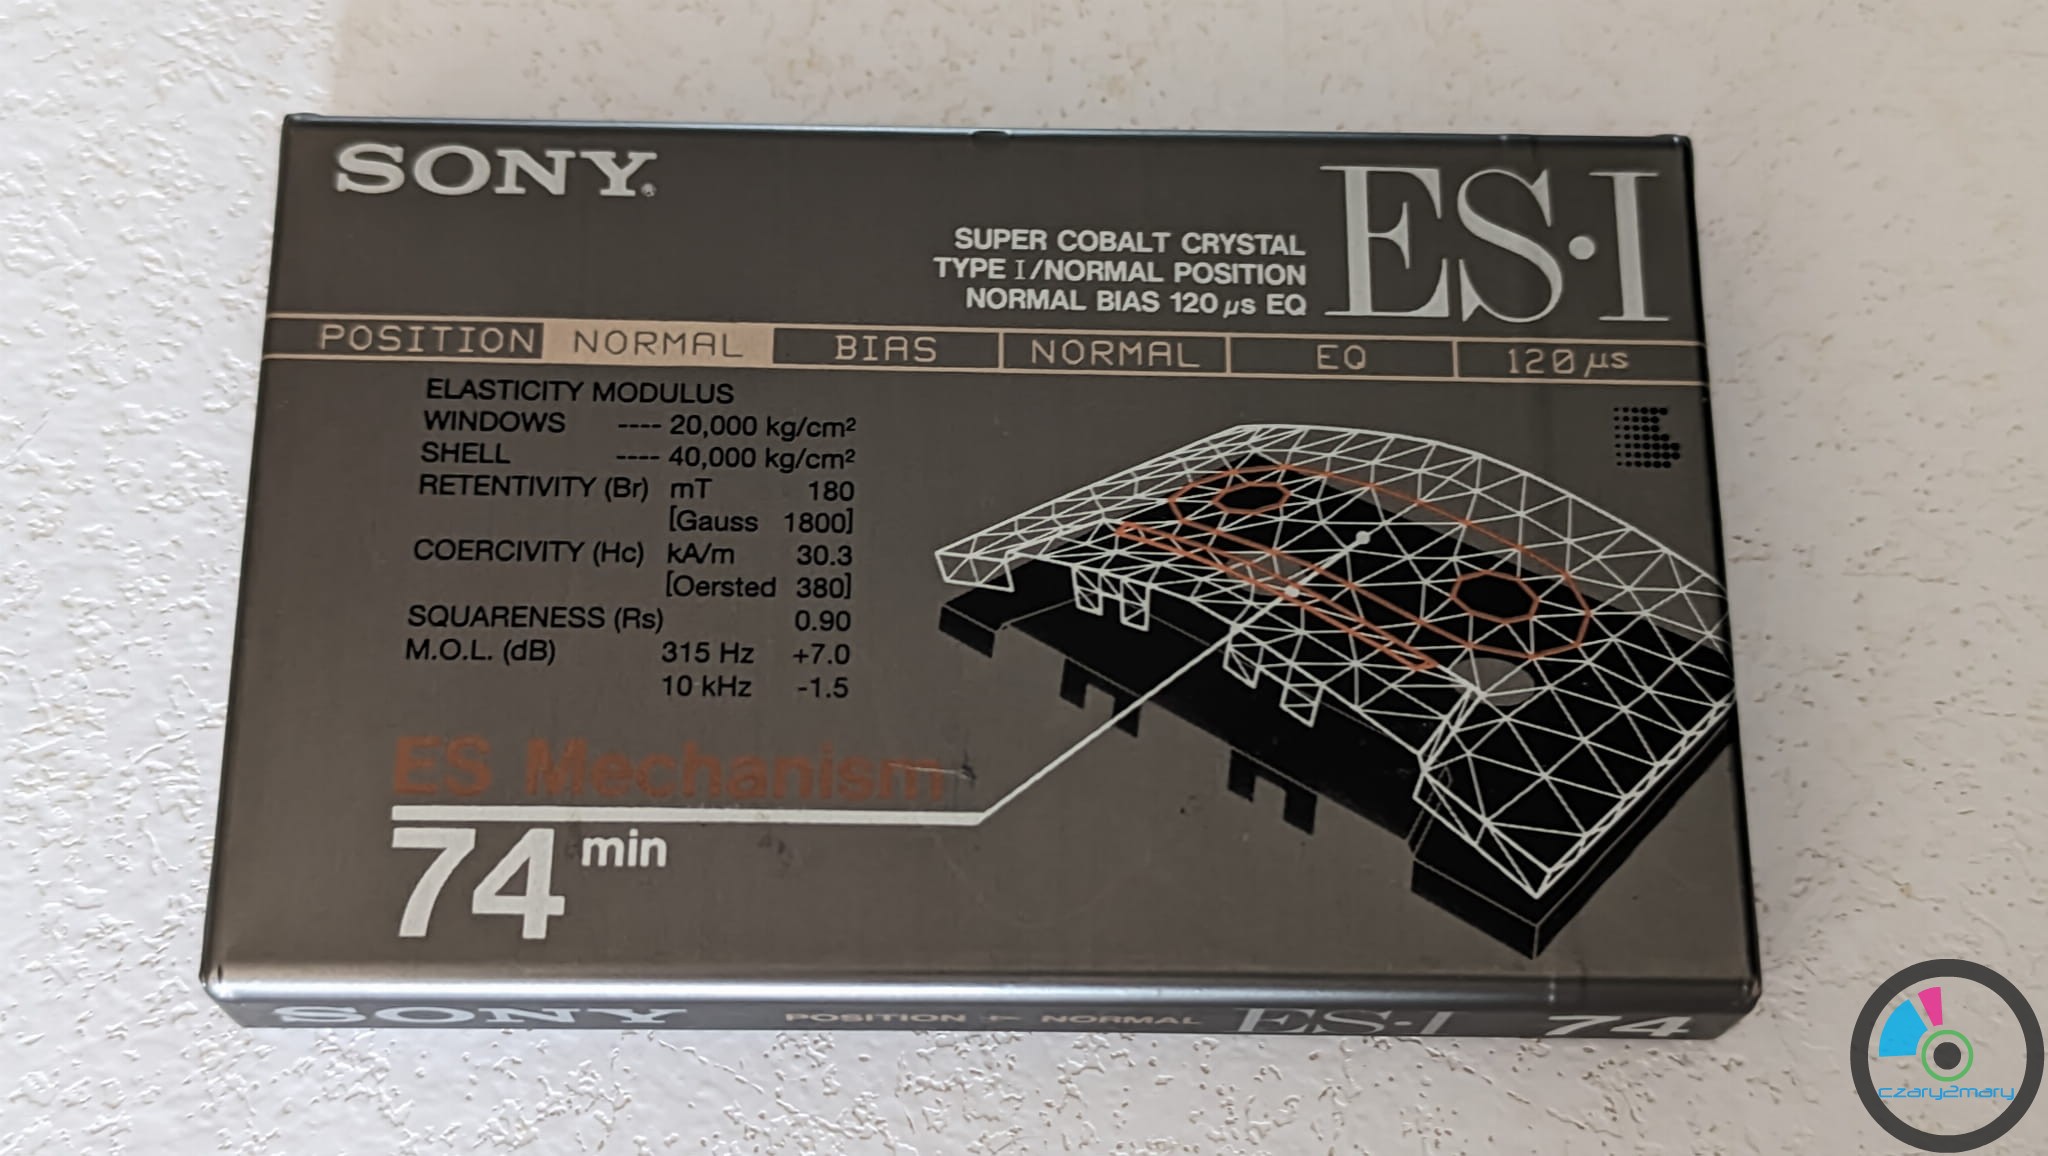 SONY®
ES·I
SUPER COBALT CRYSTAL
TYPE I/NORMAL POSITION
NORMAL BIAS 120 µs EQ
POSITION NORMAL BIAS NORMAL EQ 120 µs
ELASTICITY MODULUS
WINDOWS ---- 20,000 kg/cm²
SHELL ---- 40,000 kg/cm²
RETENTIVITY (Br) mT 180
[Gauss 1800]
COERCIVITY (Hc) kA/m 30.3
[Oersted 380]
SQUARENESS (Rs) 0.90
M.O.L. (dB) 315 Hz +7.0
10 kHz -1.5
ES Mechanism
74 min
SONY POSITION NORMAL ES·I 74
czary2mary